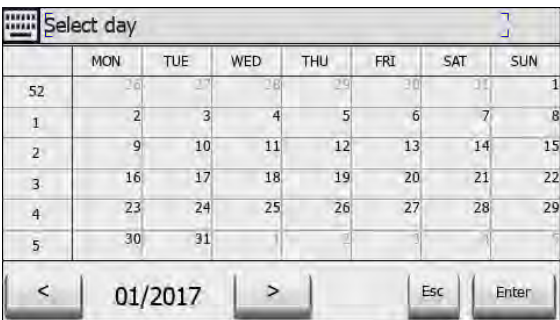 Select day
MON TUE WED THU FRI SAT SUN
52 26 27 28 29 30 31 1
1 2 3 4 5 6 7 8
2 9 10 11 12 13 14 15
3 16 17 18 19 20 21 22
4 23 24 25 26 27 28 29
5 30 31 1 2 3 4 5
< 01/2017 > Esc Enter